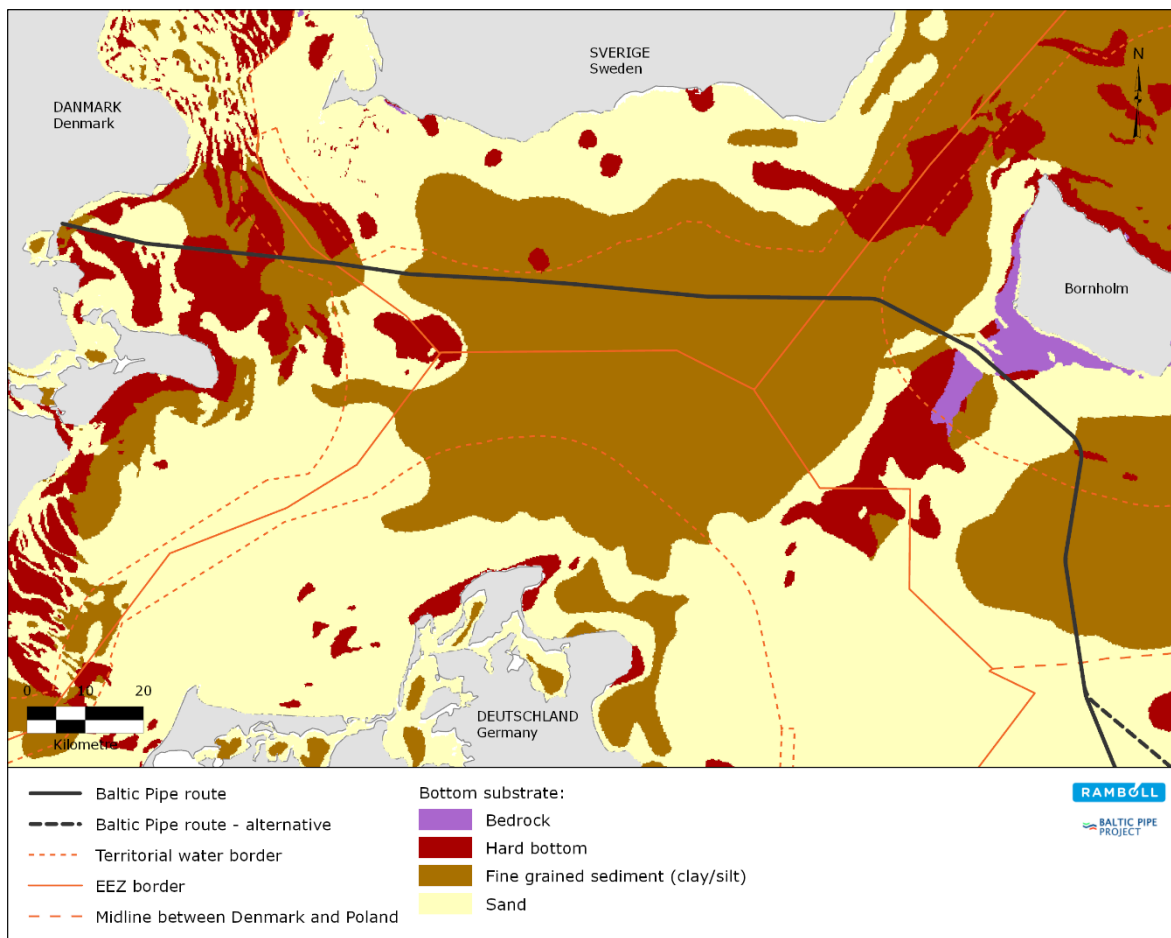 SVERIGE
Sweden
N
DANMARK
Denmark
Bornholm
0 10 20
Kilometre
DEUTSCHLAND
Germany
Baltic Pipe route
Baltic Pipe route - alternative
Territorial water border
EEZ border
Midline between Denmark and Poland
Bottom substrate:
Bedrock
Hard bottom
Fine grained sediment (clay/silt)
Sand
RAMBOLL
BALTIC PIPE
PROJECT